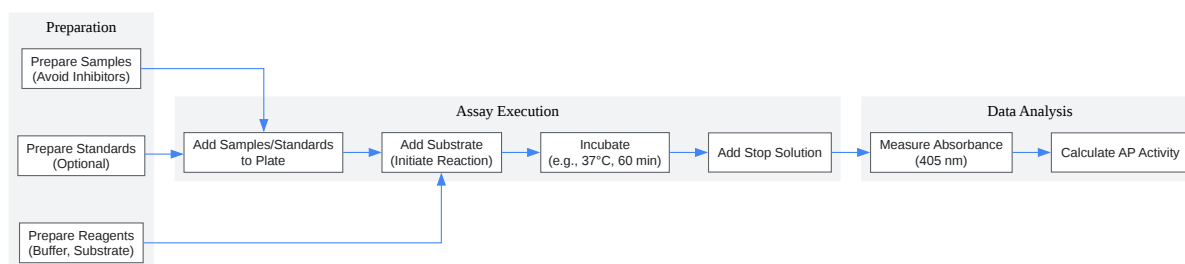 Preparation
Prepare Samples
(Avoid Inhibitors)
Prepare Standards
(Optional)
Prepare Reagents
(Buffer, Substrate)
Assay Execution
Add Samples/Standards
to Plate
Add Substrate
(Initiate Reaction)
Incubate
(e.g., 37°C, 60 min)
Add Stop Solution
Data Analysis
Measure Absorbance
(405 nm)
Calculate AP Activity